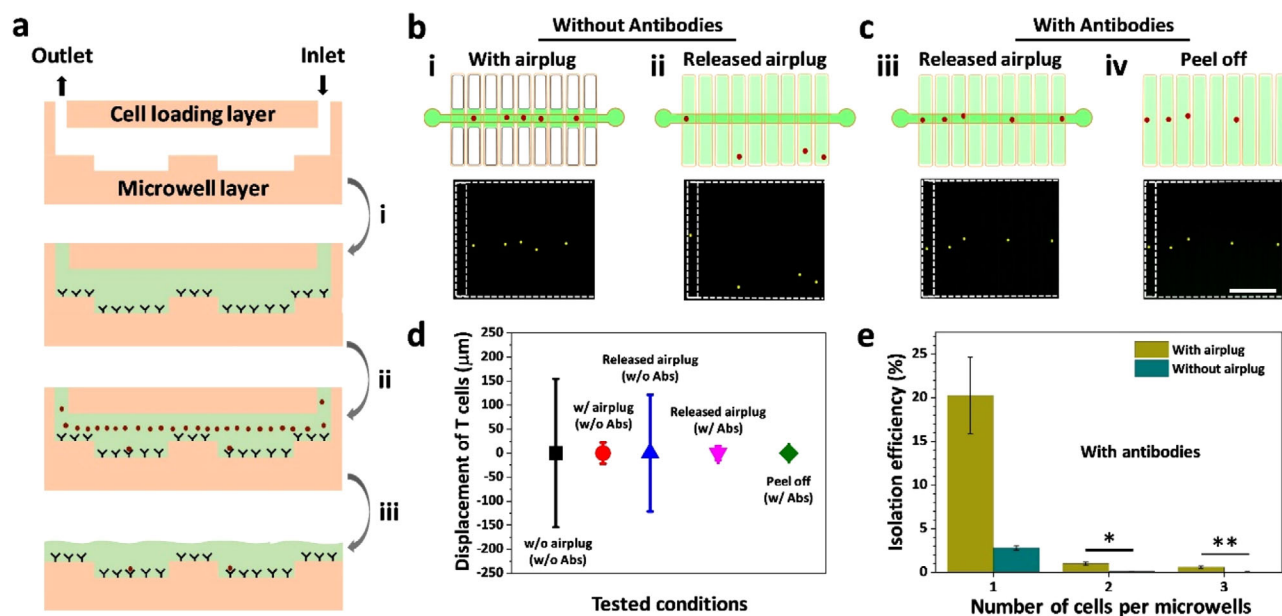 a
Outlet
Inlet
Cell loading layer
Microwell layer
i
ii
iii
b
Without Antibodies
i
With airplug
ii
Released airplug
c
With Antibodies
iii
Released airplug
iv
Peel off
d
Displacement of T cells (μm)
250
200
150
100
50
0
-50
-100
-150
-200
-250
Released airplug
(w/o Abs)
w/ airplug
(w/o Abs)
Released airplug
(w/ Abs)
Peel off
(w/ Abs)
w/o airplug
(w/o Abs)
Tested conditions
e
Isolation efficiency (%)
25
20
15
10
5
0
With airplug
Without airplug
With antibodies
*
**
1
2
3
Number of cells per microwells